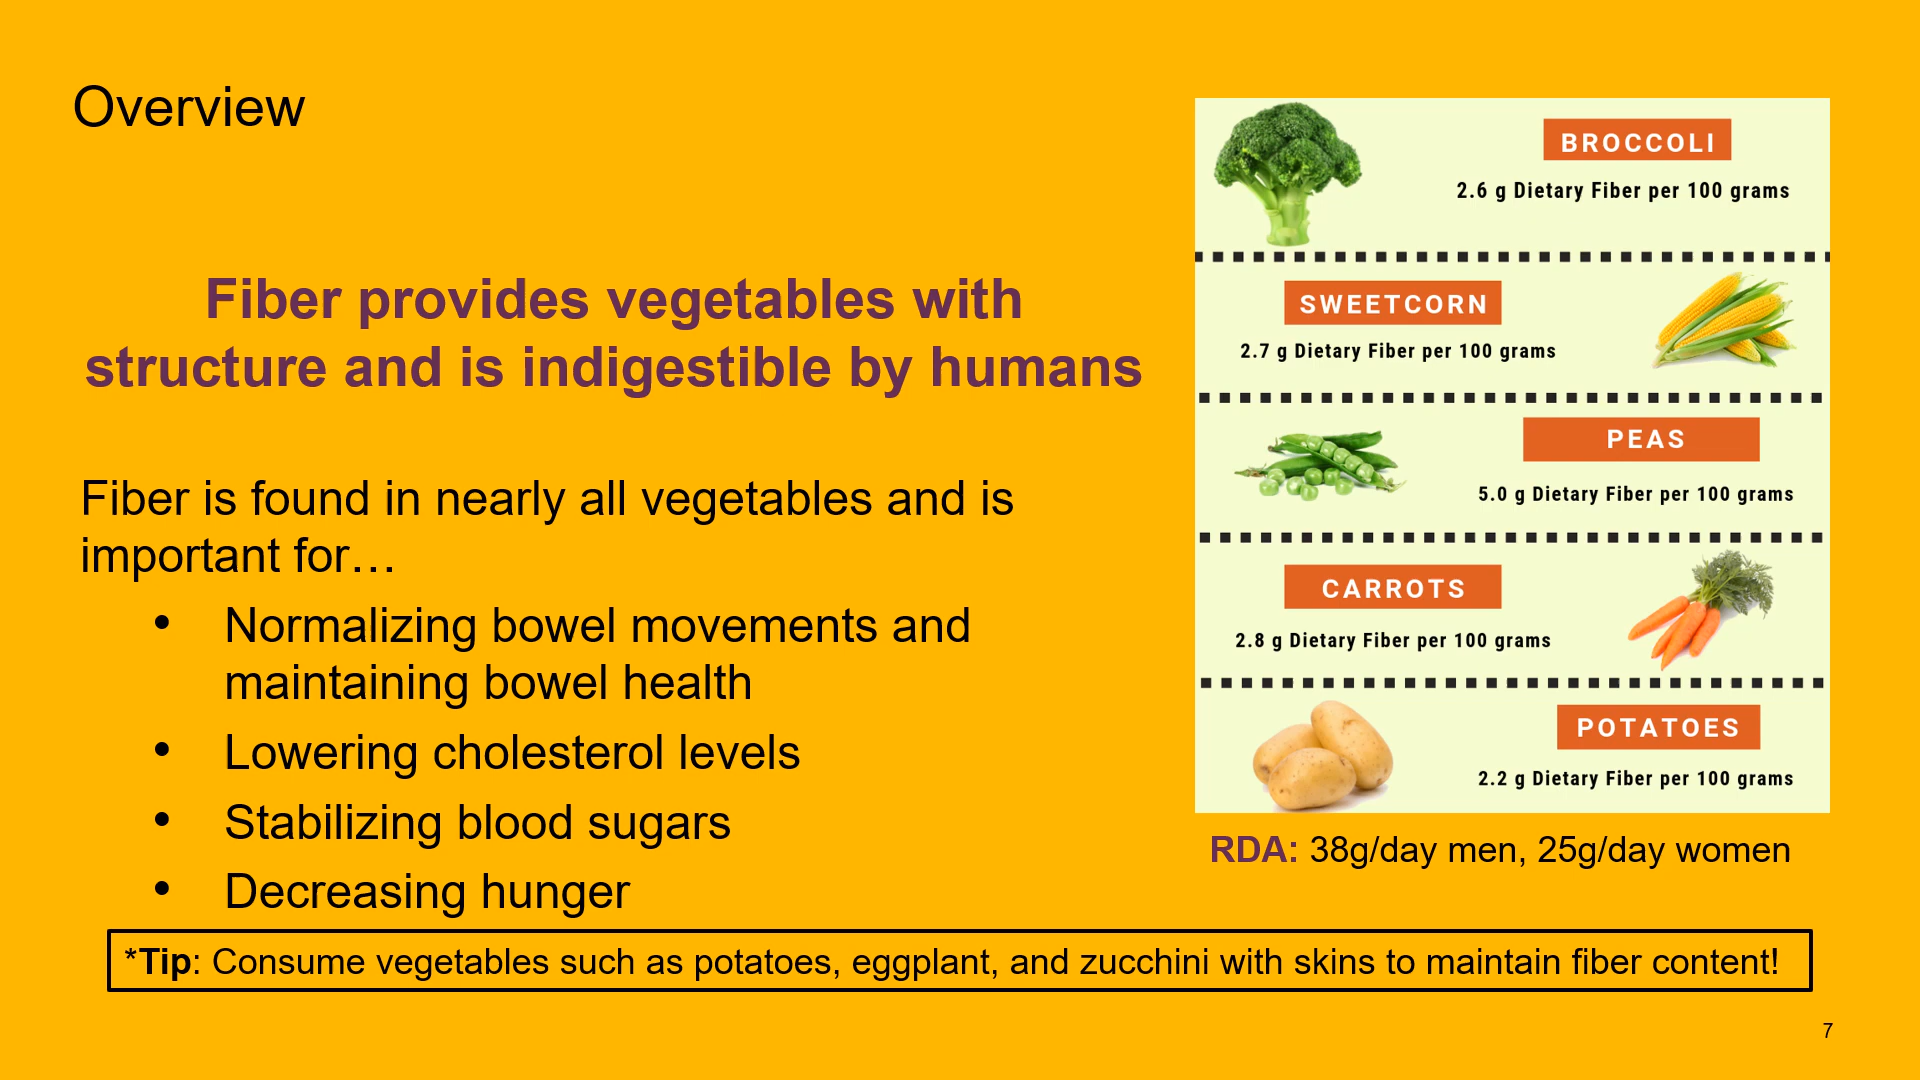 Overview
Fiber provides vegetables with
structure and is indigestible by humans
Fiber is found in nearly all vegetables and is
important for…
• Normalizing bowel movements and
maintaining bowel health
• Lowering cholesterol levels
• Stabilizing blood sugars
• Decreasing hunger
BROCCOLI
2.6 g Dietary Fiber per 100 grams
SWEETCORN
2.7 g Dietary Fiber per 100 grams
PEAS
5.0 g Dietary Fiber per 100 grams
CARROTS
2.8 g Dietary Fiber per 100 grams
POTATOES
2.2 g Dietary Fiber per 100 grams
RDA: 38g/day men, 25g/day women
*Tip: Consume vegetables such as potatoes, eggplant, and zucchini with skins to maintain fiber content!
7